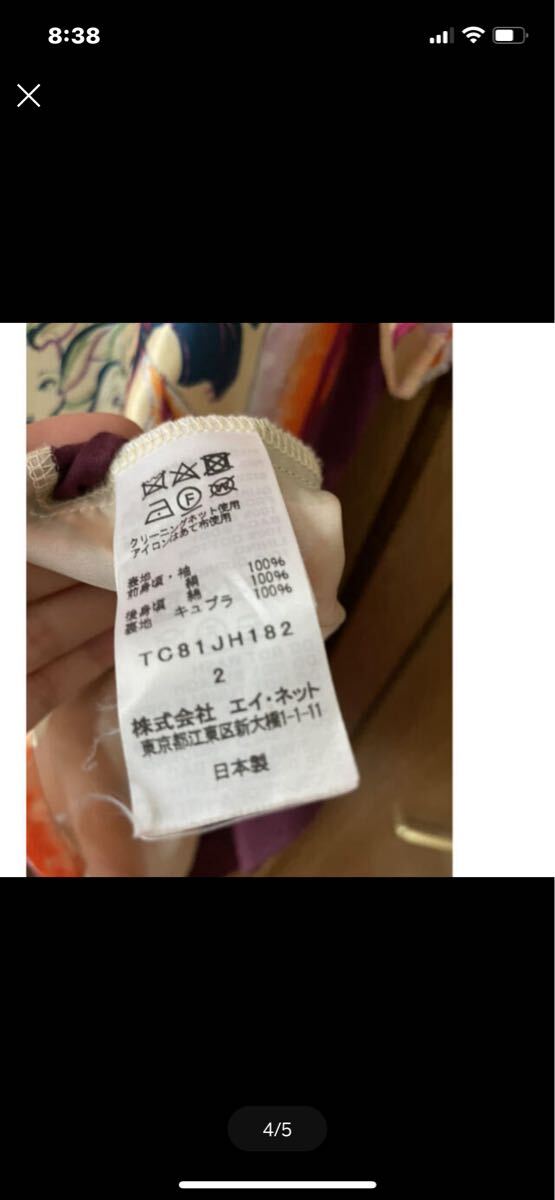 8:38
F
W
クリーニングネット使用
アイロンはあて布使用
表地
前身頃・袖 絹 100%
後身頃 綿 100%
裏地 キュプラ 100%
TC81JH182
2
株式会社 エイ・ネット
東京都江東区新大橋1-1-11
日本製
4/5